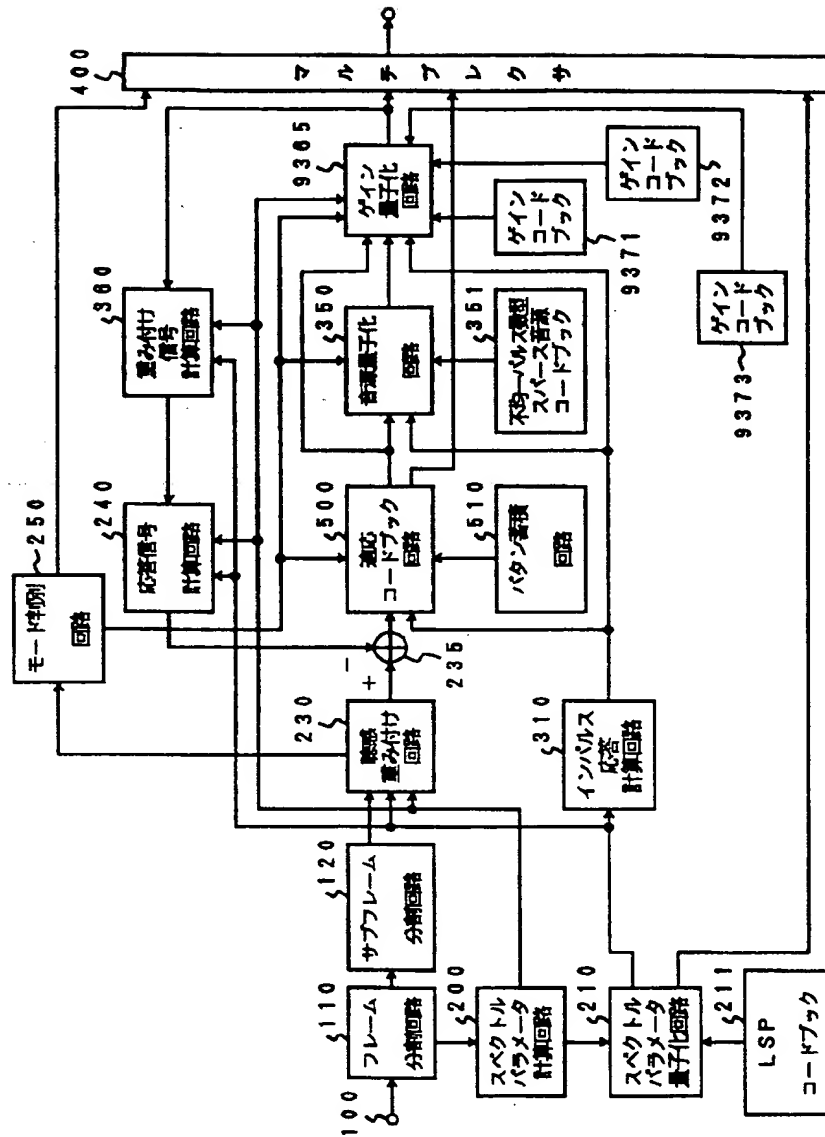 100
110
フレーム
分割回路
120
サブフレーム
分割回路
200
スペクトル
パラメータ
計算回路
210
スペクトル
パラメータ
量子化回路
211
LSP
コードブック
230
聴感
重み付け
回路
+
-
235
250
モード判別
回路
240
応答信号
計算回路
360
重み付け
信号
計算回路
310
インパルス
応答
計算回路
500
適応
コードブック
回路
510
パタン蓄積
回路
350
音源量子化
回路
351
不均一パルス数型
スパース音源
コードブック
9365
ゲイン
量子化
回路
9371
ゲイン
コード
ブック
9372
ゲイン
コード
ブック
9373
ゲイン
コード
ブック
400
マルチプレクサ